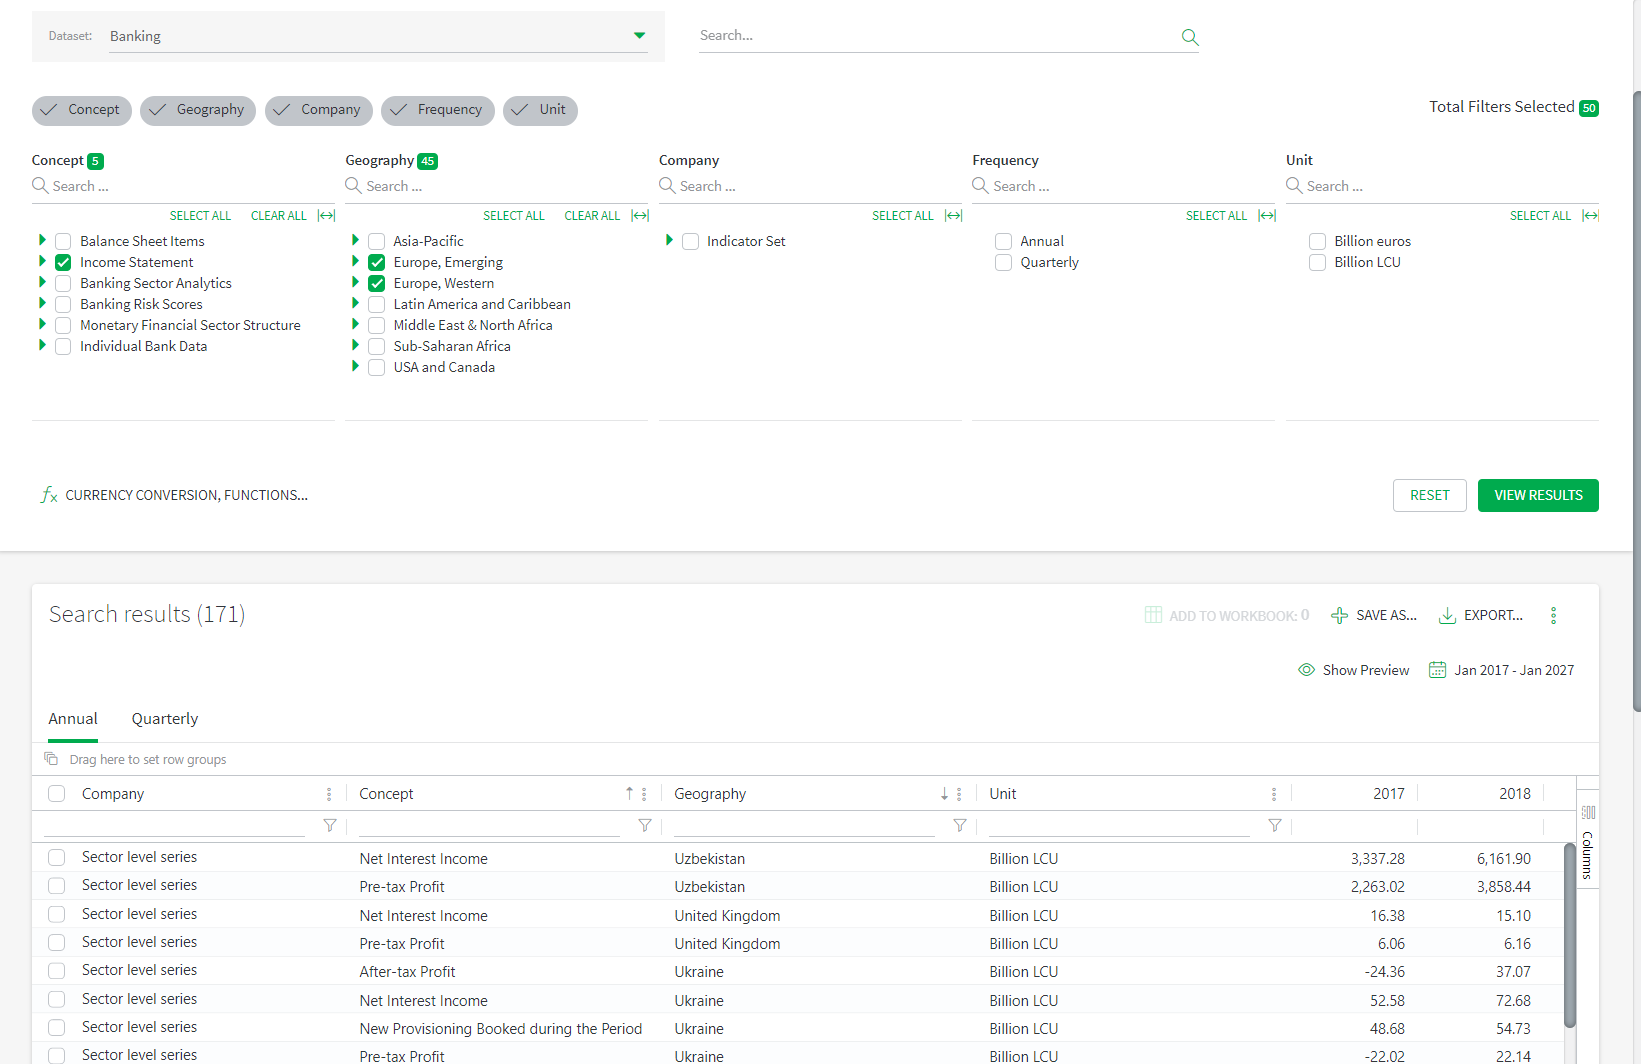 Dataset: Banking
Search...
Concept Geography Company Frequency Unit
Total Filters Selected 50
Concept 5 Geography 45 Company Frequency Unit
Search ... Search ... Search ... Search ... Search ...
SELECT ALL CLEAR ALL SELECT ALL CLEAR ALL SELECT ALL SELECT ALL SELECT ALL
Balance Sheet Items Asia-Pacific Indicator Set Annual Billion euros
Income Statement Europe, Emerging Quarterly Billion LCU
Banking Sector Analytics Europe, Western
Banking Risk Scores Latin America and Caribbean
Monetary Financial Sector Structure Middle East & North Africa
Individual Bank Data Sub-Saharan Africa
USA and Canada
fx CURRENCY CONVERSION, FUNCTIONS...
RESET VIEW RESULTS
Search results (171)
ADD TO WORKBOOK: 0 SAVE AS... EXPORT...
Show Preview Jan 2017 - Jan 2027
Annual Quarterly
Drag here to set row groups
Company Concept Geography Unit 2017 2018
Columns
Sector level series Net Interest Income Uzbekistan Billion LCU 3,337.28 6,161.90
Sector level series Pre-tax Profit Uzbekistan Billion LCU 2,263.02 3,858.44
Sector level series Net Interest Income United Kingdom Billion LCU 16.38 15.10
Sector level series Pre-tax Profit United Kingdom Billion LCU 6.06 6.16
Sector level series After-tax Profit Ukraine Billion LCU -24.36 37.07
Sector level series Net Interest Income Ukraine Billion LCU 52.58 72.68
Sector level series New Provisioning Booked during the Period Ukraine Billion LCU 48.68 54.73
Sector level series Pre-tax Profit Ukraine Billion LCU -22.02 22.14